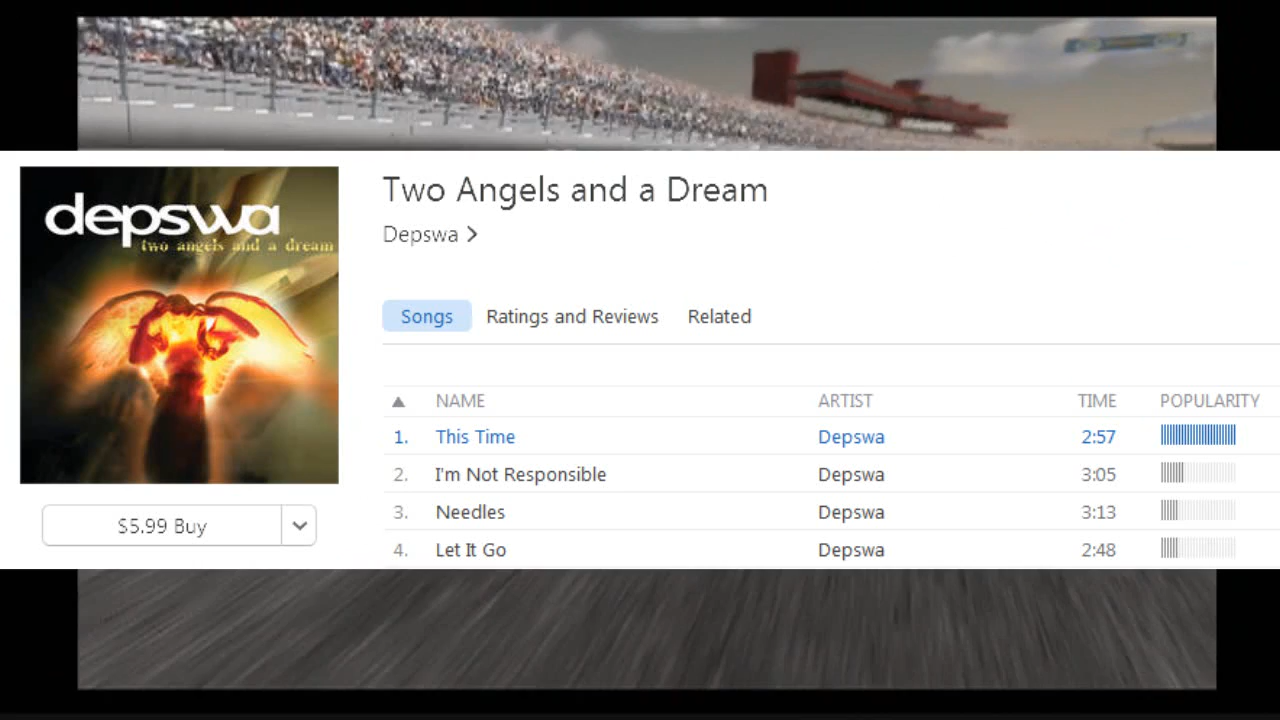 depswa
two angels and a dream
$5.99 Buy
Two Angels and a Dream
Depswa
Songs Ratings and Reviews Related
NAME ARTIST TIME POPULARITY
1. This Time Depswa 2:57
2. I'm Not Responsible Depswa 3:05
3. Needles Depswa 3:13
4. Let It Go Depswa 2:48